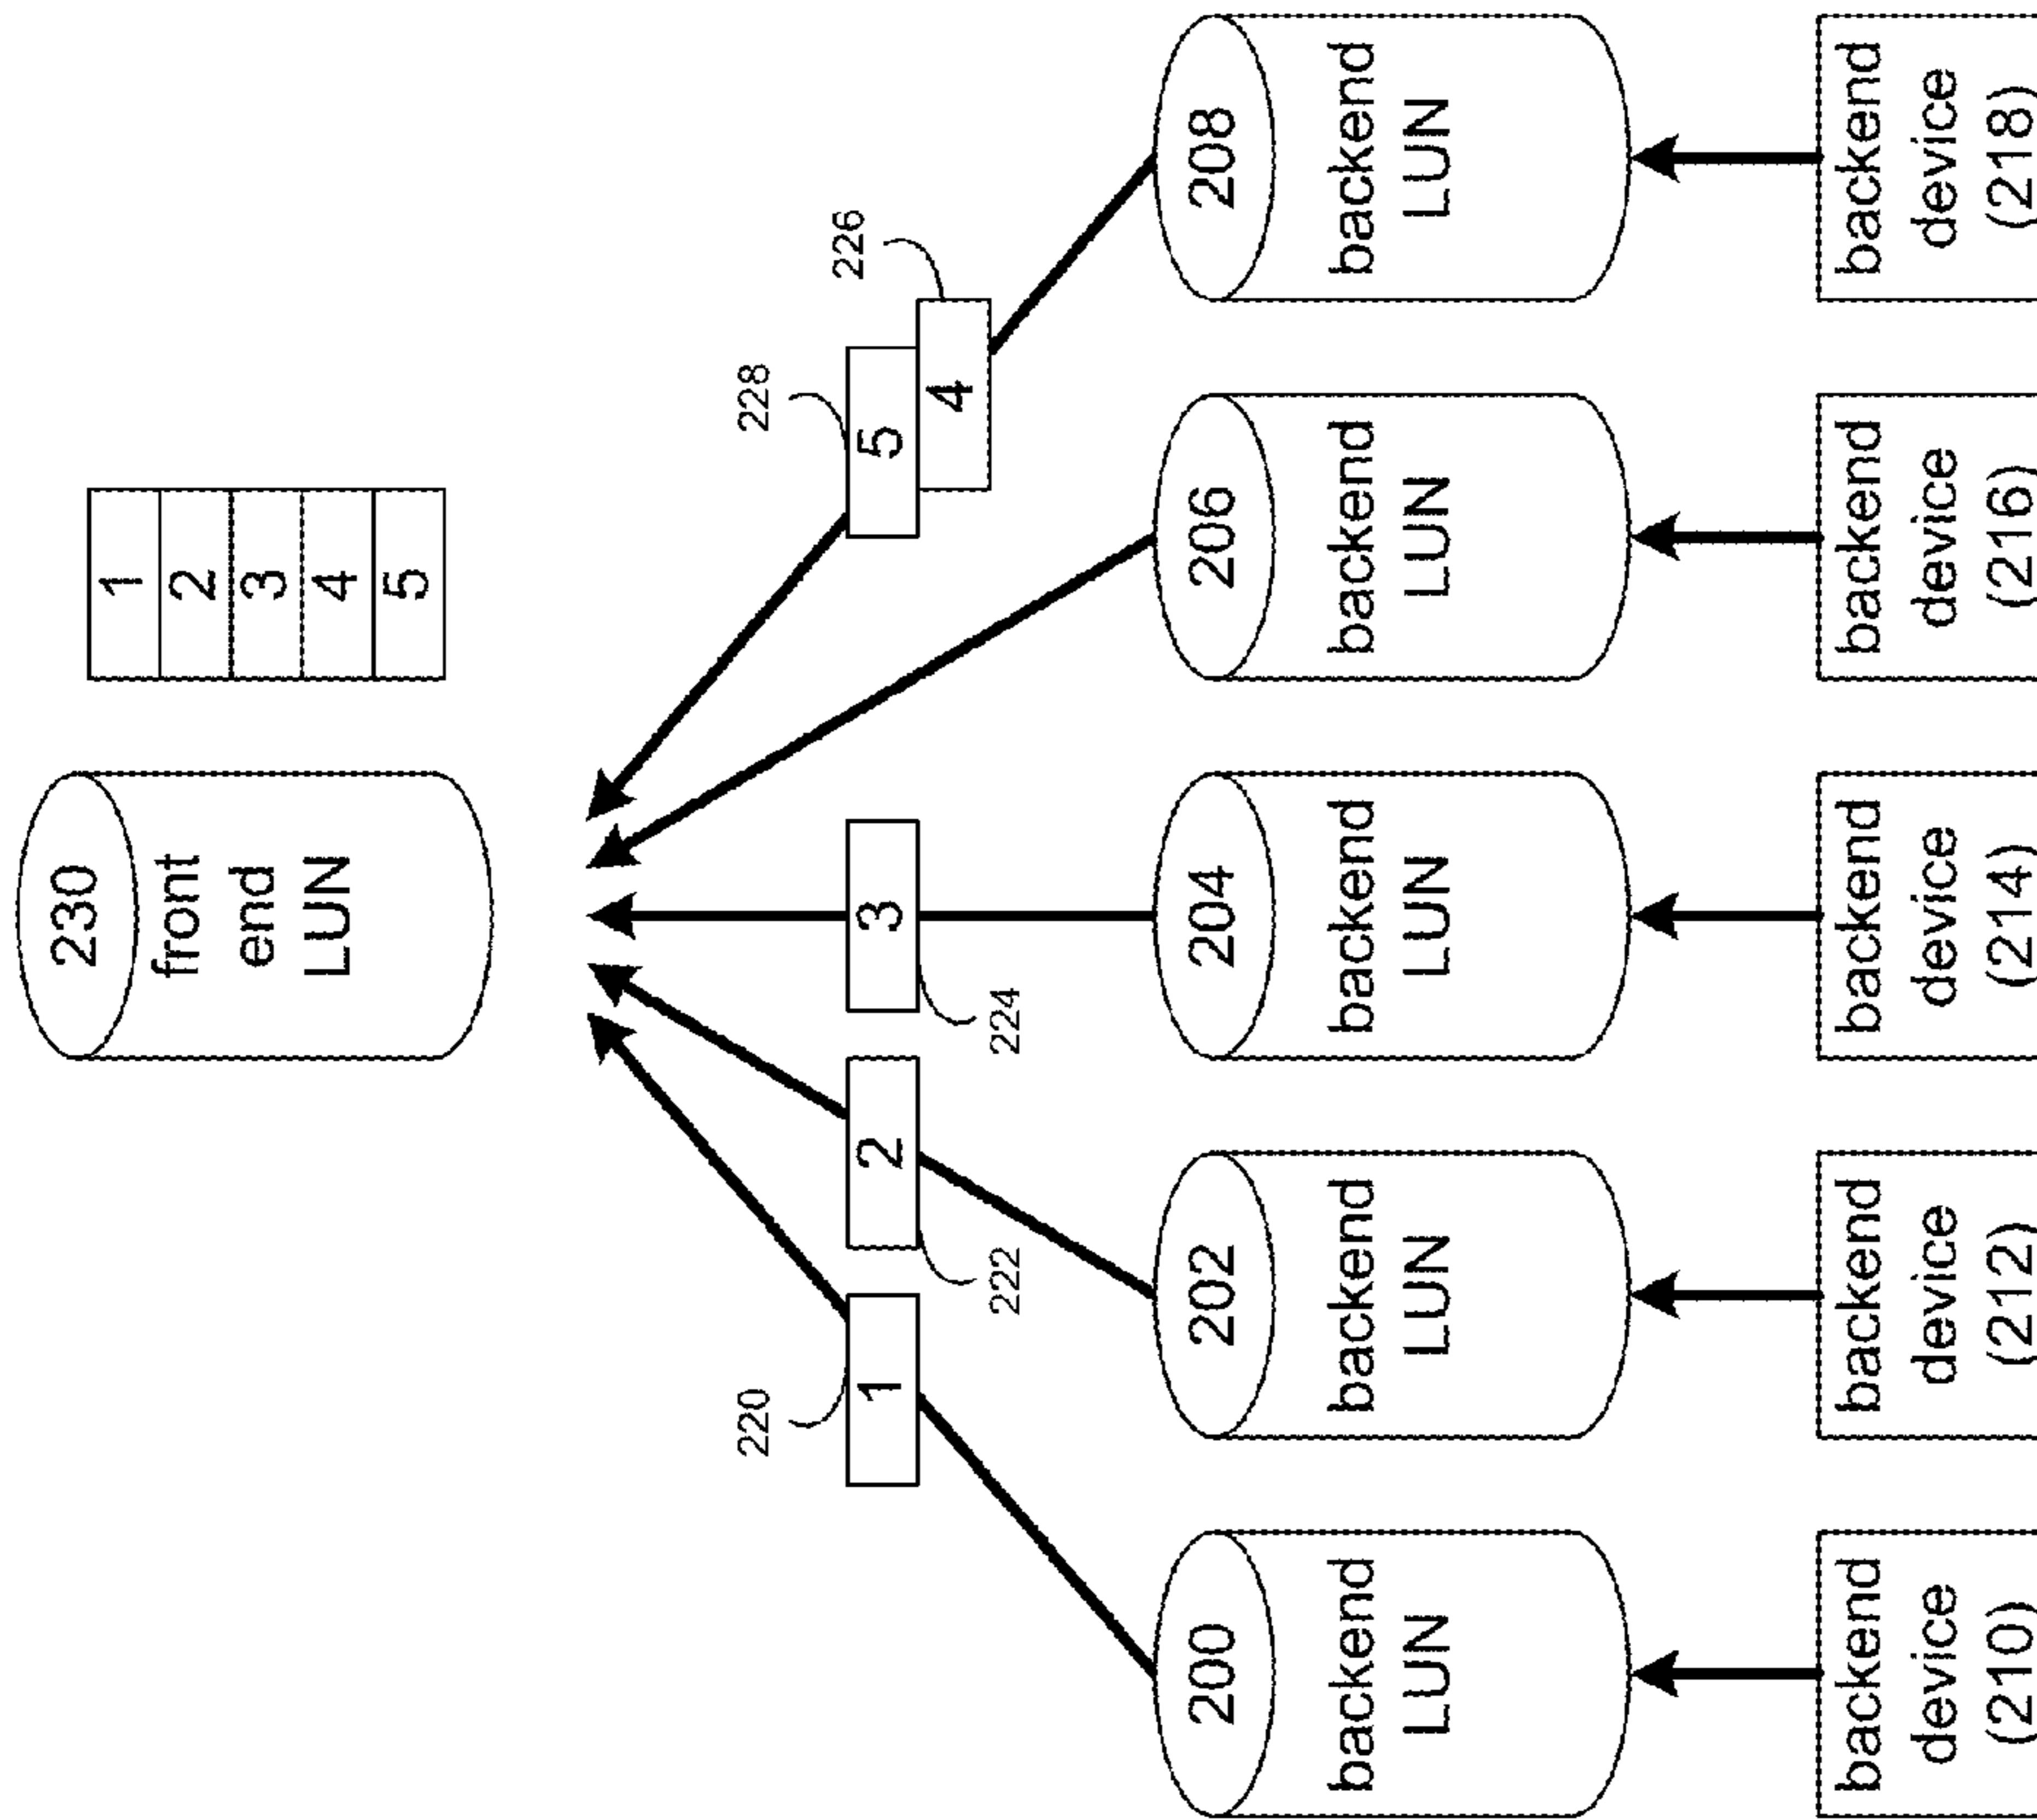 230
front
end
LUN
1
2
3
4
5
220
1
222
2
224
3
228
5
226
4
200
backend
LUN
202
backend
LUN
204
backend
LUN
206
backend
LUN
208
backend
LUN
backend
device
(210)
backend
device
(212)
backend
device
(214)
backend
device
(216)
backend
device
(218)